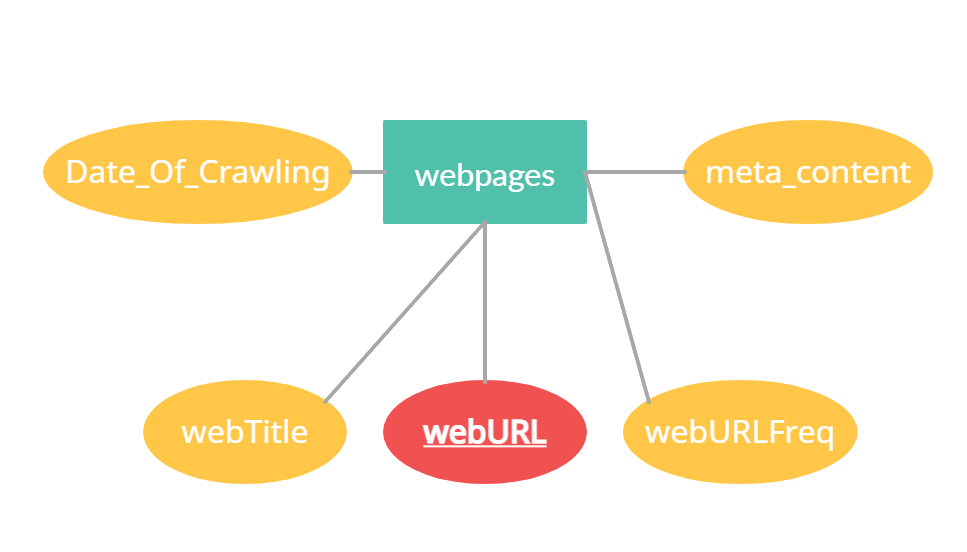 Date_Of_Crawling
webpages
meta_content
webTitle
webURL
webURLFreq